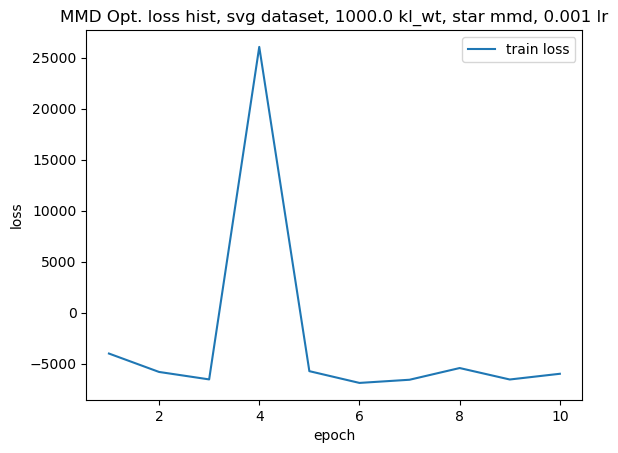 MMD Opt. loss hist, svg dataset, 1000.0 kl_wt, star mmd, 0.001 lr
train loss
25000
20000
15000
10000
5000
0
−5000
loss
2 4 6 8 10
epoch